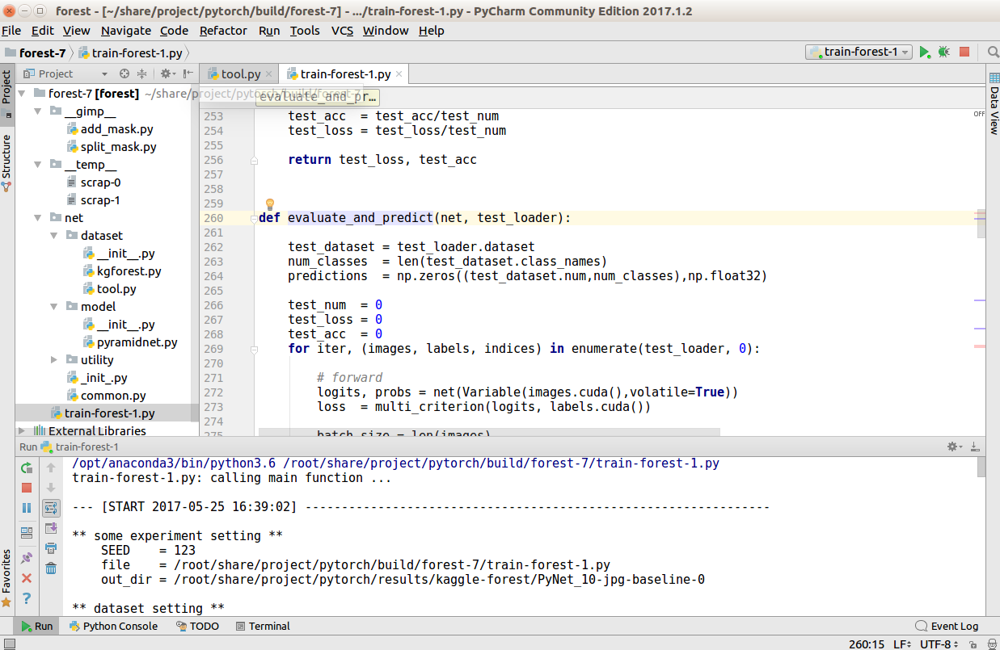 forest - [~/share/project/pytorch/build/forest-7] - .../train-forest-1.py - PyCharm Community Edition 2017.1.2
File Edit View Navigate Code Refactor Run Tools VCS Window Help
forest-7 train-forest-1.py train-forest-1
Project
tool.py train-forest-1.py
forest-7 [forest] ~/share/project/pytorch/build/forest-7
__gimp__
add_mask.py
split_mask.py
__temp__
scrap-0
scrap-1
net
dataset
__init__.py
kgforest.py
tool.py
model
__init__.py
pyramidnet.py
utility
_init_.py
common.py
train-forest-1.py
External Libraries
Project
Structure
Favorites
Data View
OFF
evaluate_and_pr…
253 test_acc  = test_acc/test_num
254 test_loss = test_loss/test_num
255
256 return test_loss, test_acc
257
258
259
260 def evaluate_and_predict(net, test_loader):
261
262 test_dataset = test_loader.dataset
263 num_classes  = len(test_dataset.class_names)
264 predictions  = np.zeros((test_dataset.num,num_classes),np.float32)
265
266 test_num  = 0
267 test_loss = 0
268 test_acc  = 0
269 for iter, (images, labels, indices) in enumerate(test_loader, 0):
270
271 # forward
272 logits, probs = net(Variable(images.cuda(),volatile=True))
273 loss  = multi_criterion(logits, labels.cuda())
274
275 batch_size = len(images)
Run train-forest-1
/opt/anaconda3/bin/python3.6 /root/share/project/pytorch/build/forest-7/train-forest-1.py
train-forest-1.py: calling main function ...
--- [START 2017-05-25 16:39:02] ----------------------------------------------------------------
** some experiment setting **
SEED    = 123
file    = /root/share/project/pytorch/build/forest-7/train-forest-1.py
out_dir = /root/share/project/pytorch/results/kaggle-forest/PyNet_10-jpg-baseline-0
** dataset setting **
Run Python Console TODO Terminal Event Log
260:15 LF UTF-8